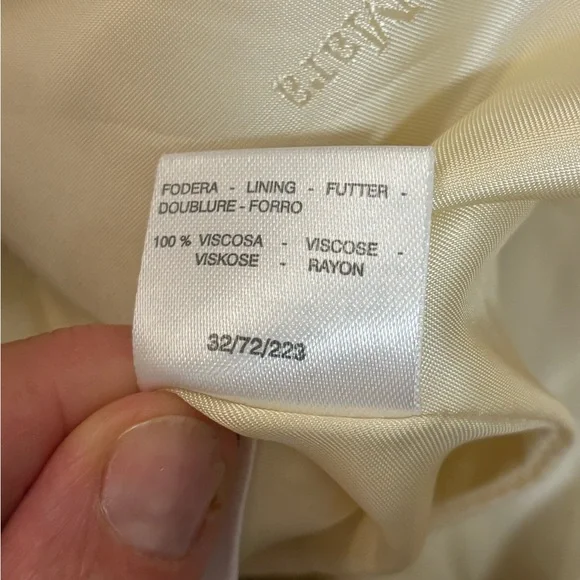 FODERA - LINING - FUTTER -
DOUBLURE - FORRO
100 % VISCOSA - VISCOSE -
VISKOSE - RAYON
32/72/223